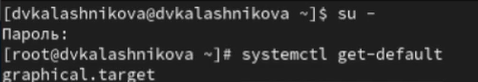 [dvkalashnikova@dvkalashnikova ~]$ su -
Пароль:
[root@dvkalashnikova ~]# systemctl get-default
graphical.target